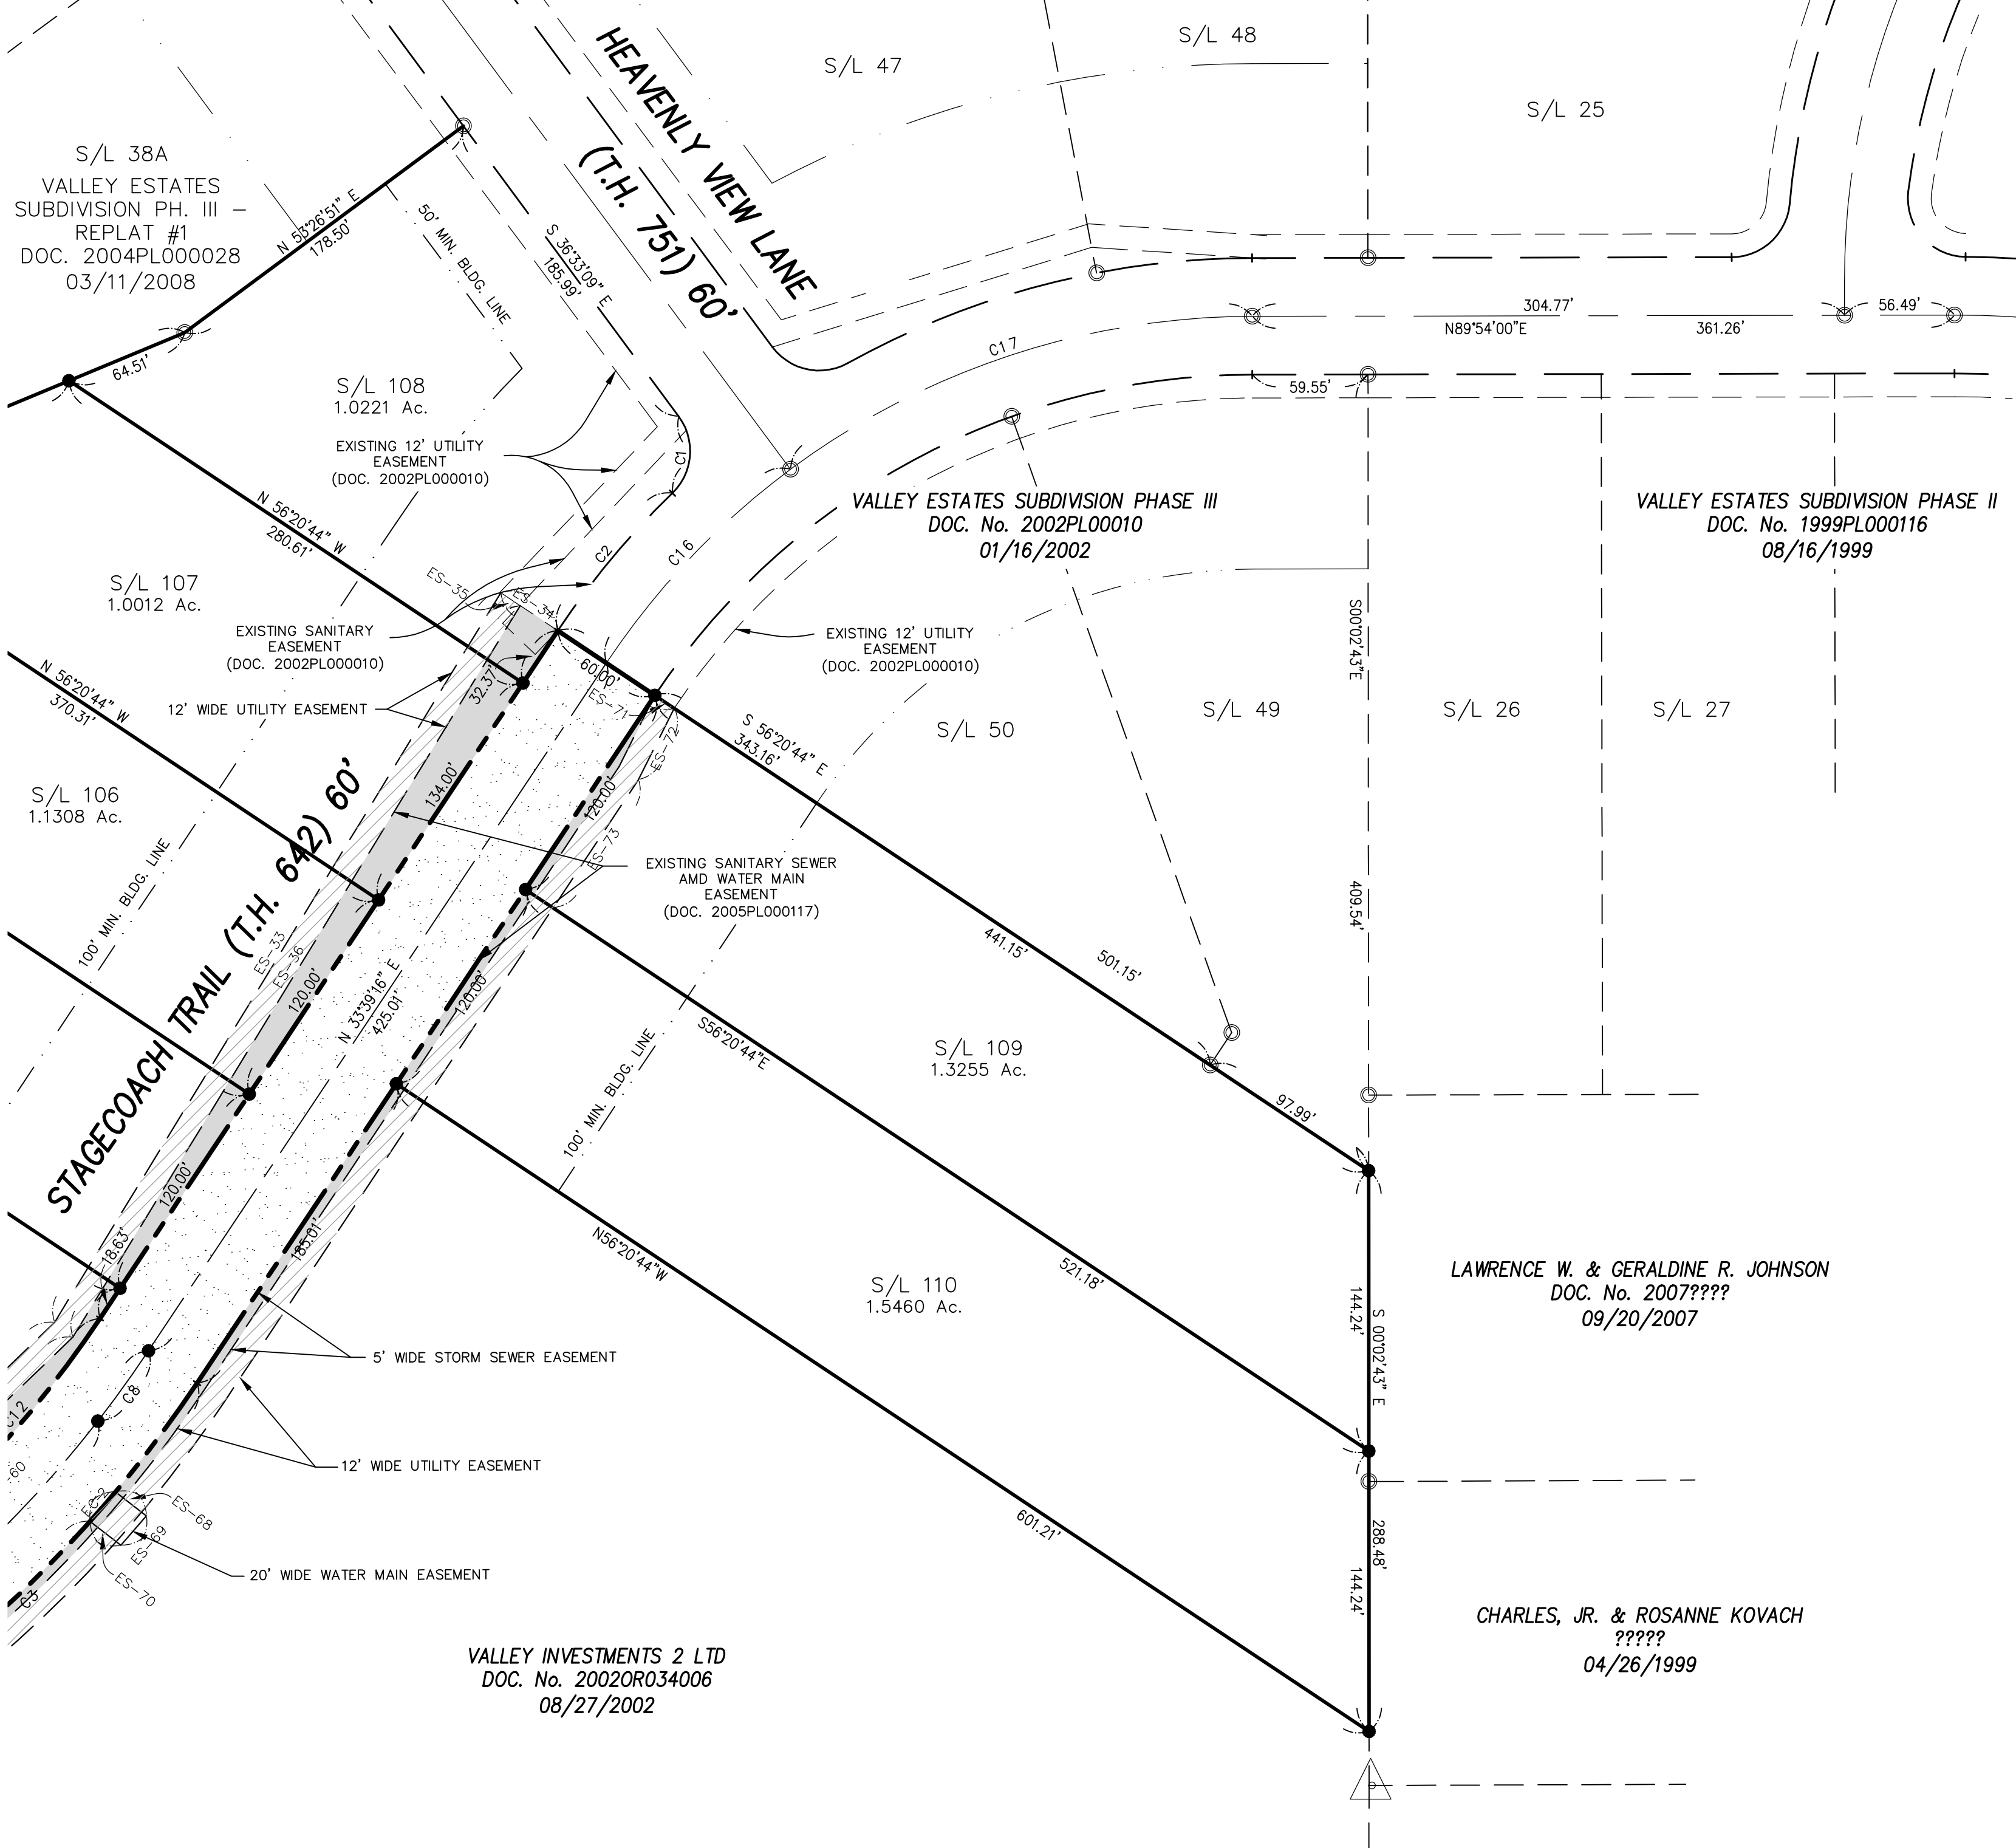 S/L 47
S/L 48
S/L 25
HEAVENLY VIEW LANE
(T.H. 751) 60'
S/L 38A
VALLEY ESTATES
SUBDIVISION PH. III –
REPLAT #1
DOC. 2004PL000028
03/11/2008
N 53°26'51" E
178.50'
64.51'
50' MIN. BLDG. LINE
S 36°33'09" E
185.99'
S/L 108
1.0221 Ac.
EXISTING 12' UTILITY
EASEMENT
(DOC. 2002PL000010)
C1
C17
304.77'
N89°54'00"E
361.26'
56.49'
59.55'
VALLEY ESTATES SUBDIVISION PHASE III
DOC. No. 2002PL00010
01/16/2002
VALLEY ESTATES SUBDIVISION PHASE II
DOC. No. 1999PL000116
08/16/1999
N 56°20'44" W
280.61'
C2
C16
S/L 107
1.0012 Ac.
ES-35
ES-34
EXISTING SANITARY
EASEMENT
(DOC. 2002PL000010)
EXISTING 12' UTILITY
EASEMENT
(DOC. 2002PL000010)
S00°02'43"E
409.54'
60.00'
32.37'
ES-71
ES-72
N 56°20'44" W
370.31'
12' WIDE UTILITY EASEMENT
S/L 50
S/L 49
S/L 26
S/L 27
S 56°20'44" E
343.16'
S/L 106
1.1308 Ac.
134.00'
120.00'
ES-73
STAGECOACH TRAIL (T.H. 642) 60'
100' MIN. BLDG. LINE
EXISTING SANITARY SEWER
AMD WATER MAIN
EASEMENT
(DOC. 2005PL000117)
ES-33
ES-36
120.00'
N 33°39'16" E
425.01'
120.00'
441.15'
501.15'
S56°20'44"E
S/L 109
1.3255 Ac.
100' MIN. BLDG. LINE
97.99'
120.00'
18.63'
185.01'
N56°20'44"W
521.18'
S/L 110
1.5460 Ac.
LAWRENCE W. & GERALDINE R. JOHNSON
DOC. No. 2007????
09/20/2007
144.24'
S 00°02'43" E
5' WIDE STORM SEWER EASEMENT
C8
C12
12' WIDE UTILITY EASEMENT
-60
EC-2
ES-68
ES-69
ES-70
20' WIDE WATER MAIN EASEMENT
C3
601.21'
288.48'
144.24'
CHARLES, JR. & ROSANNE KOVACH
?????
04/26/1999
VALLEY INVESTMENTS 2 LTD
DOC. No. 2002OR034006
08/27/2002